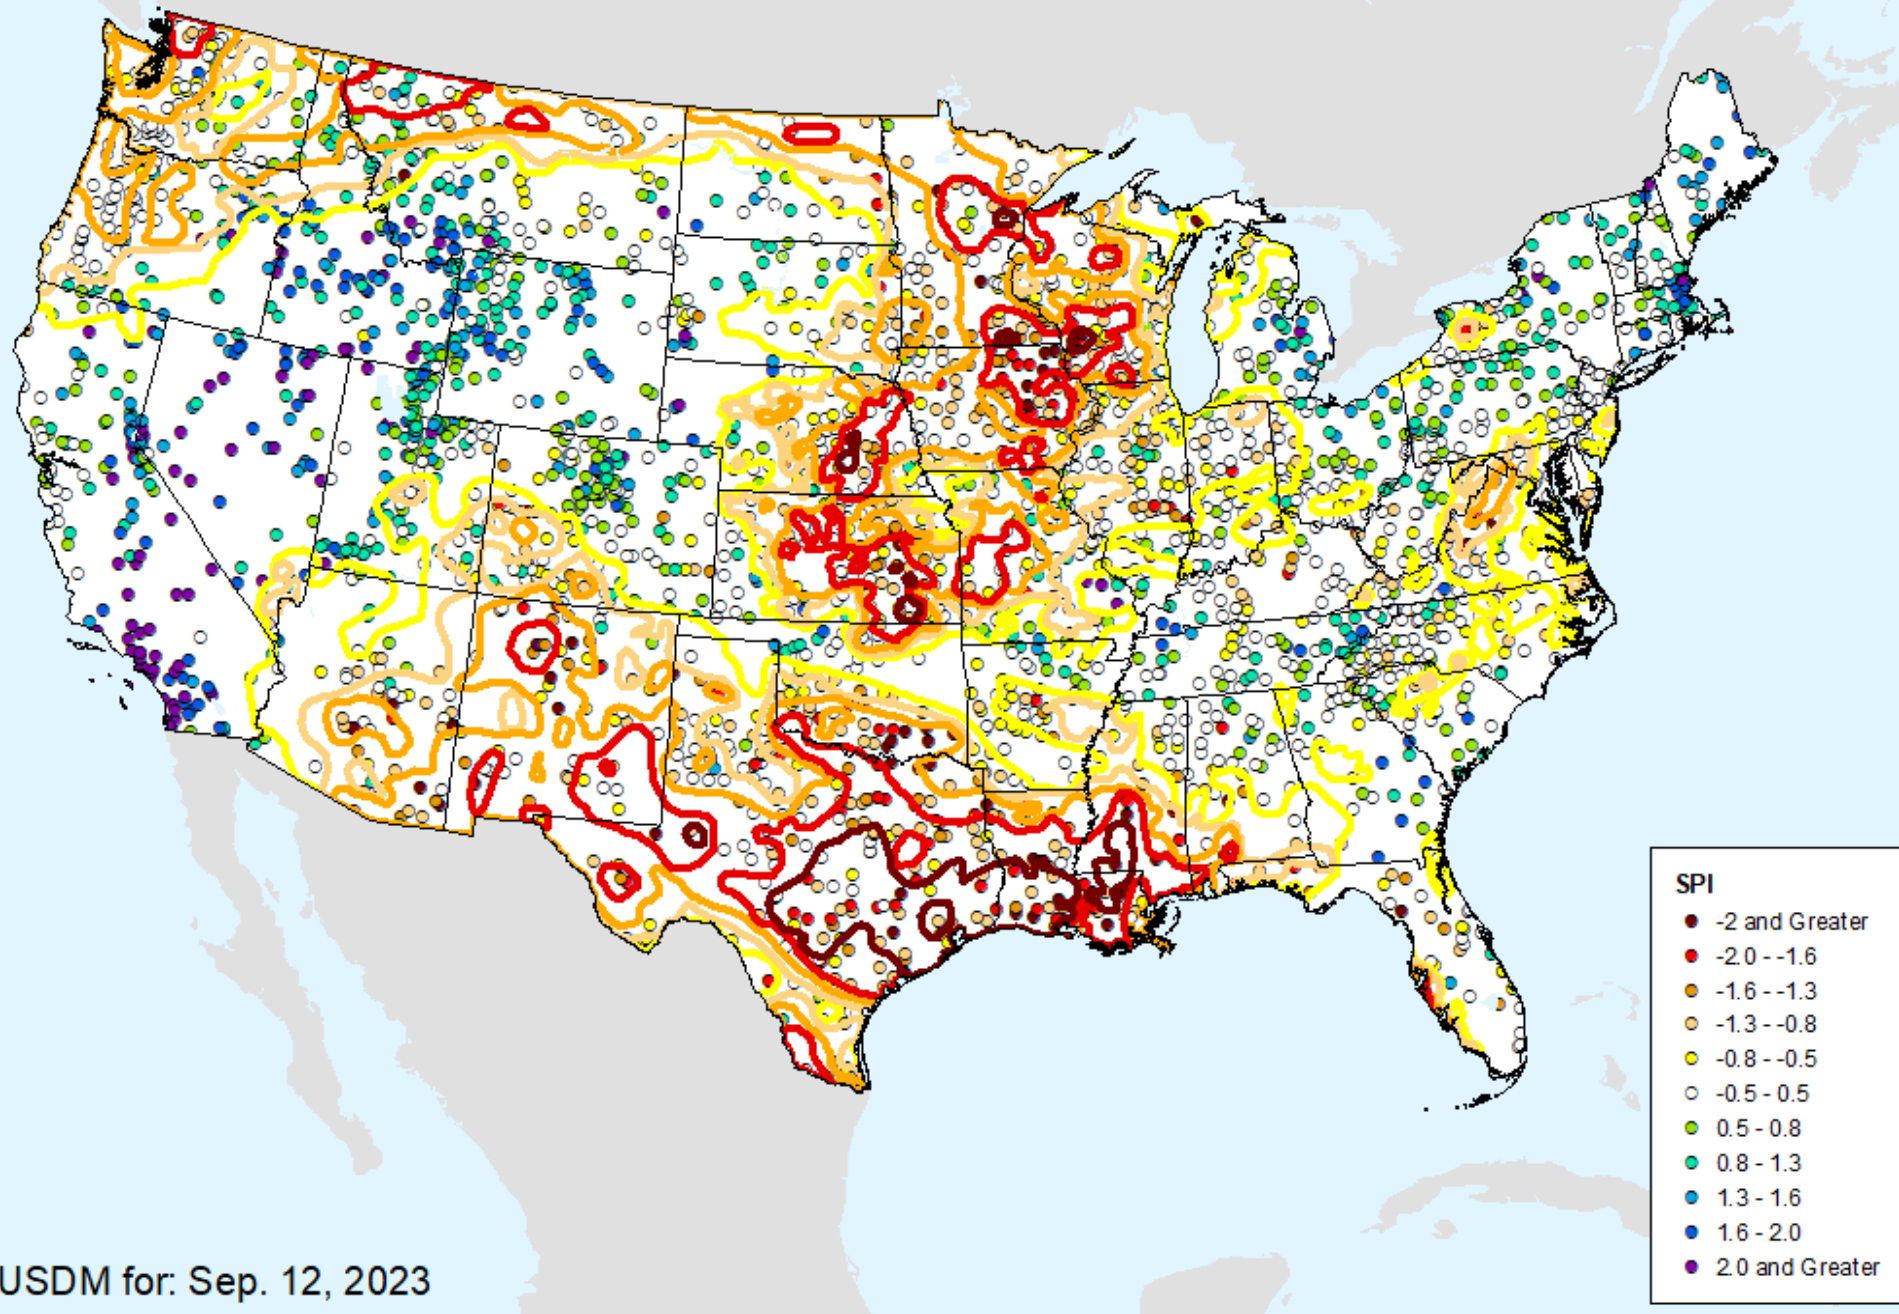 SPI
-2 and Greater
-2.0 - -1.6
-1.6 - -1.3
-1.3 - -0.8
-0.8 - -0.5
-0.5 - 0.5
0.5 - 0.8
0.8 - 1.3
1.3 - 1.6
1.6 - 2.0
2.0 and Greater
USDM for: Sep. 12, 2023